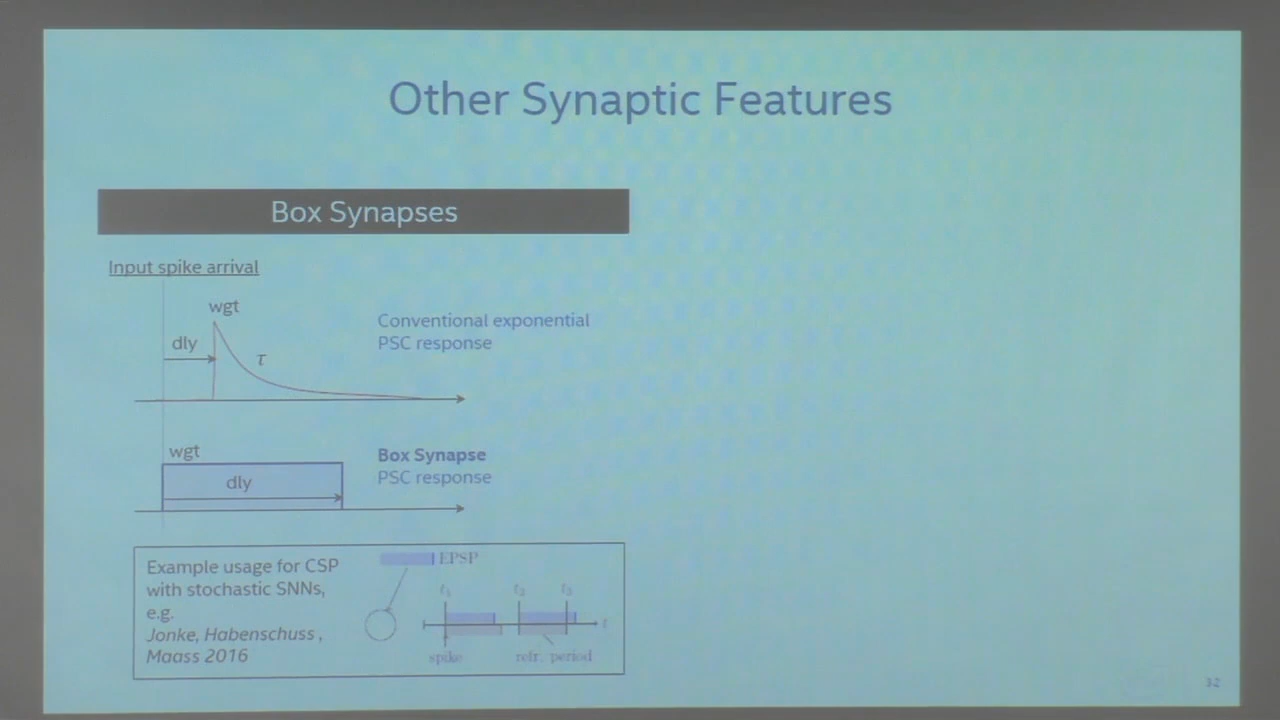 Other Synaptic Features
Box Synapses
Input spike arrival
wgt
dly
τ
Conventional exponential
PSC response
wgt
dly
Box Synapse
PSC response
Example usage for CSP
with stochastic SNNs,
e.g.
Jonke, Habenschuss ,
Maass 2016
EPSP
t₁ t₂ t₃
t
spike
refr. period
32